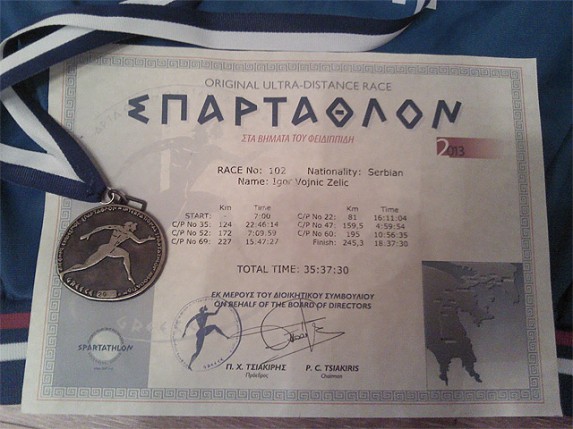 ORIGINAL ULTRA-DISTANCE RACE
ΣΠΑΡΤΑΘΛΟΝ
ΣΤΑ ΒΗΜΑΤΑ ΤΟΥ ΦΕΙΔΙΠΠΙΔΗ
2013
RACE No: 102 Nationality: Serbian
Name: Igor Vojnic Zelic
Km Time Km Time
START: - 7:00 C/P No 22: 81 16:11:04
C/P No 35: 124 22:46:14 C/P No 47: 159,5 4:59:54
C/P No 52: 172 7:09:59 C/P No 60: 195 10:56:35
C/P No 69: 227 15:47:27 Finish: 245,3 18:37:30
TOTAL TIME: 35:37:30
ΕΚ ΜΕΡΟΥΣ ΤΟΥ ΔΙΟΙΚΗΤΙΚΟΥ ΣΥΜΒΟΥΛΙΟΥ
ON BEHALF OF THE BOARD OF DIRECTORS
SPARTATHLON
GREECE
Π. Χ. ΤΣΙΑΚΙΡΗΣ P. C. TSIAKIRIS
Πρόεδρος Chairman
GREECE